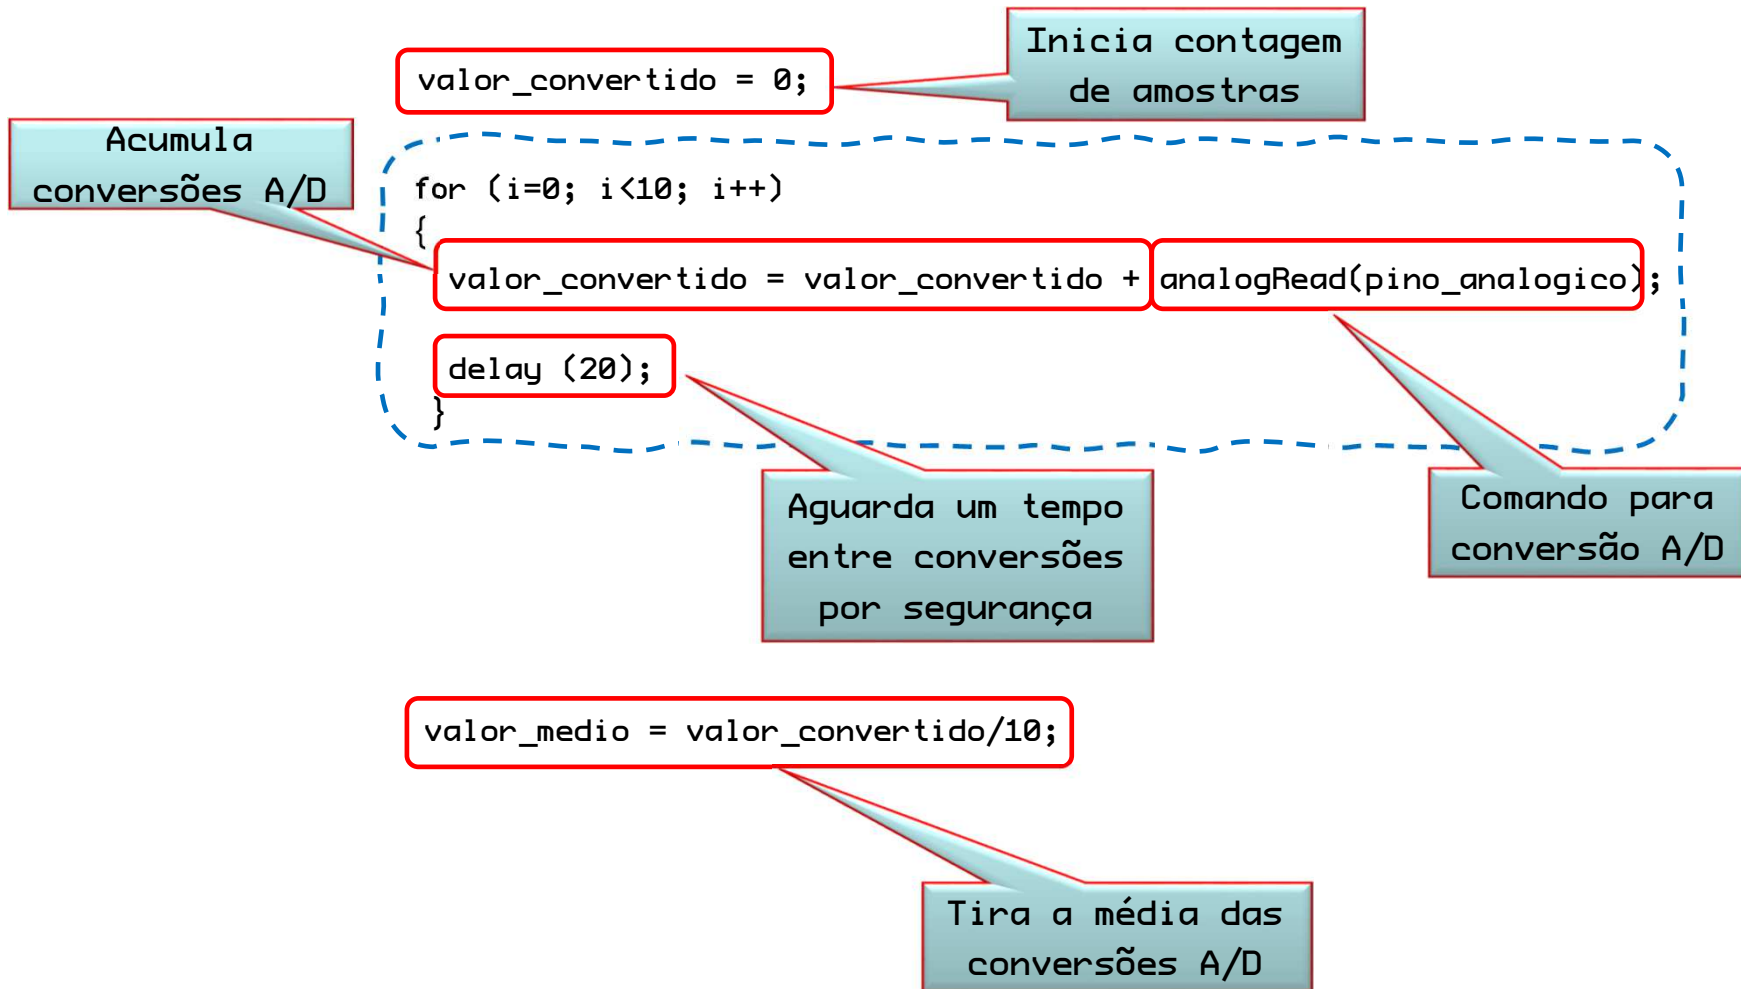 Inicia contagem
de amostras
valor_convertido = 0;
Acumula
conversões A/D
for (i=0; i<10; i++)
{
valor_convertido = valor_convertido + analogRead(pino_analogico);
delay (20);
}
Aguarda um tempo
entre conversões
por segurança
Comando para
conversão A/D
valor_medio = valor_convertido/10;
Tira a média das
conversões A/D